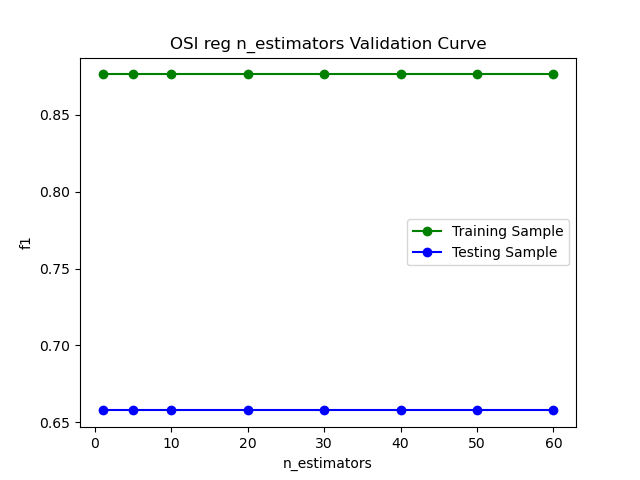 OSI reg n_estimators Validation Curve
f1
0.85
0.80
0.75
0.70
0.65
Training Sample
Testing Sample
0 10 20 30 40 50 60
n_estimators